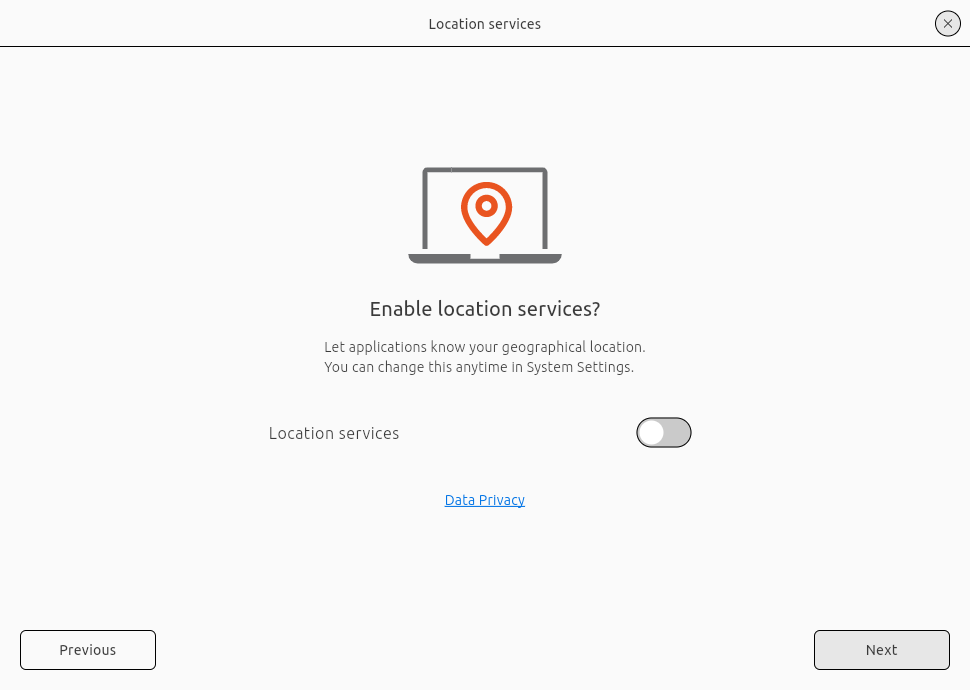 Location services
Enable location services?
Let applications know your geographical location.
You can change this anytime in System Settings.
Location services
Data Privacy
Previous
Next